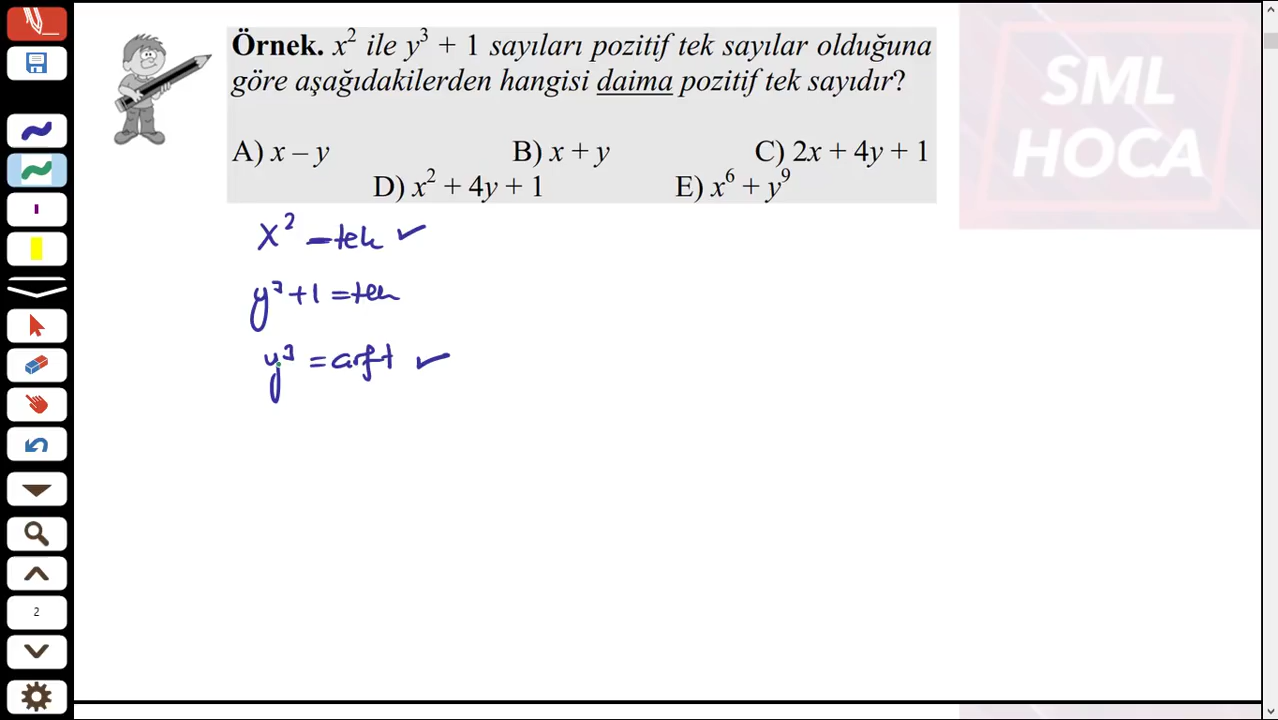 Örnek. x² ile y³ + 1 sayıları pozitif tek sayılar olduğuna
göre aşağıdakilerden hangisi daima pozitif tek sayıdır?
A) x – y B) x + y C) 2x + 4y + 1
D) x² + 4y + 1 E) x⁶ + y⁹
SML
HOCA
x² – tek ✓
y³ + 1 = tek
y³ = çift ✓
2